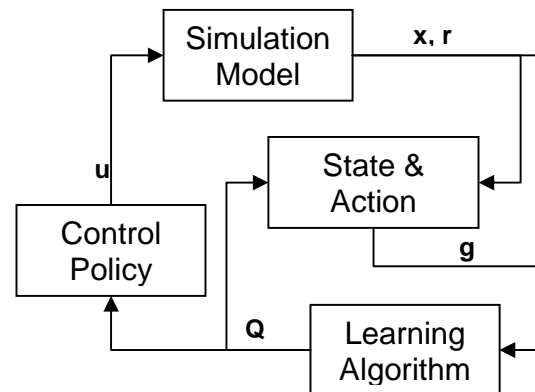 Simulation
Model
x, r
State &
Action
u
Control
Policy
g
Q
Learning
Algorithm